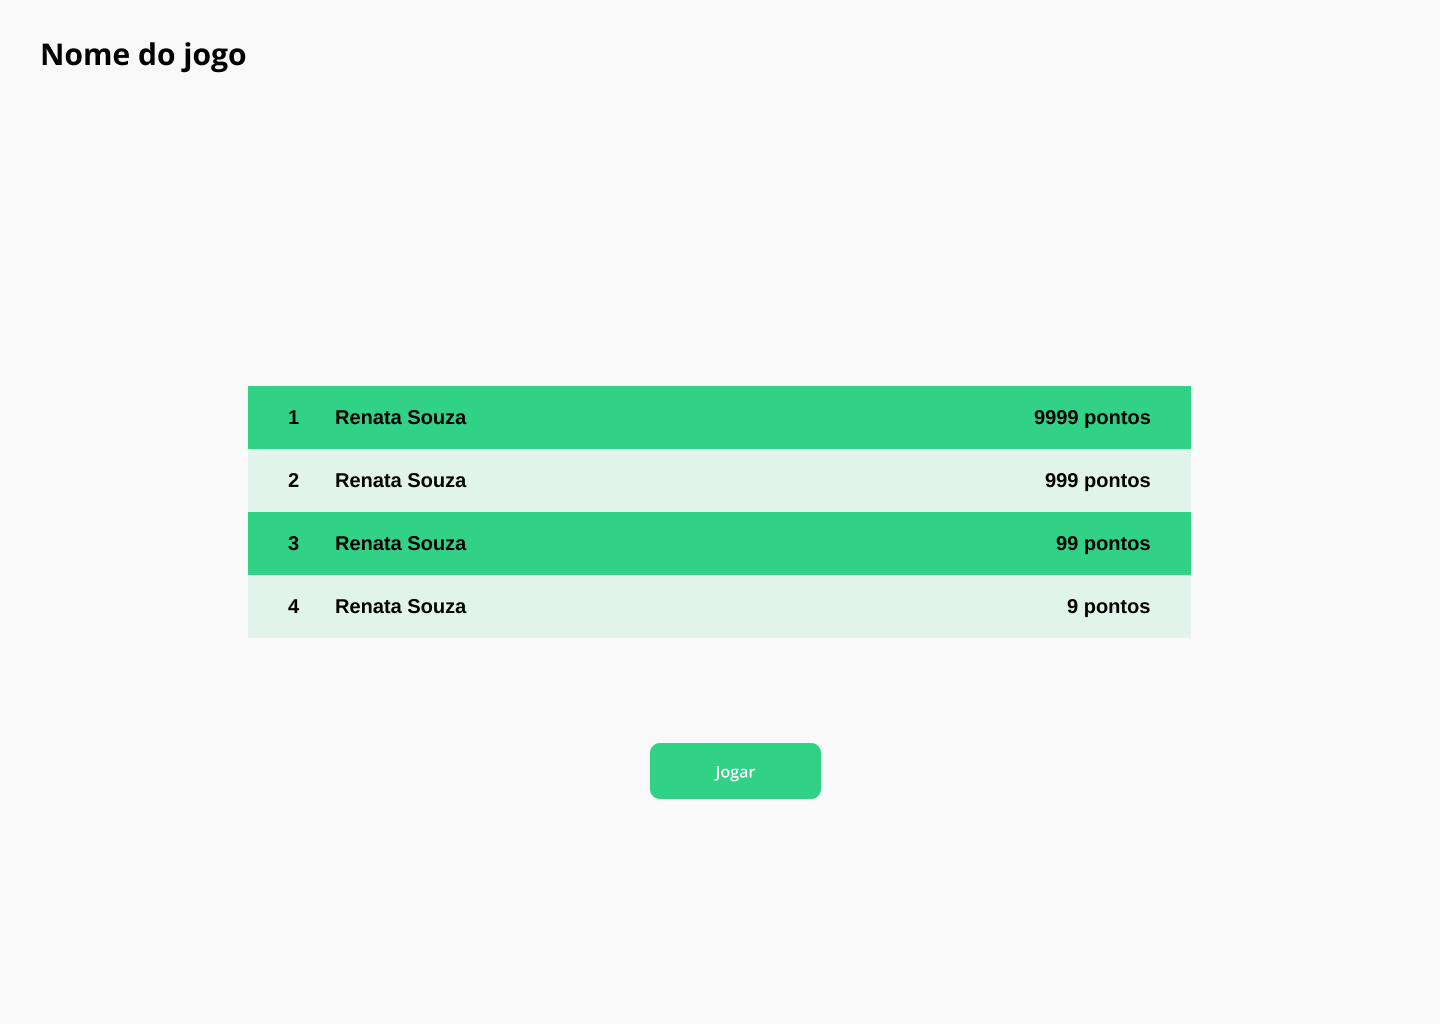 Nome do jogo
1 Renata Souza 9999 pontos
2 Renata Souza 999 pontos
3 Renata Souza 99 pontos
4 Renata Souza 9 pontos
Jogar